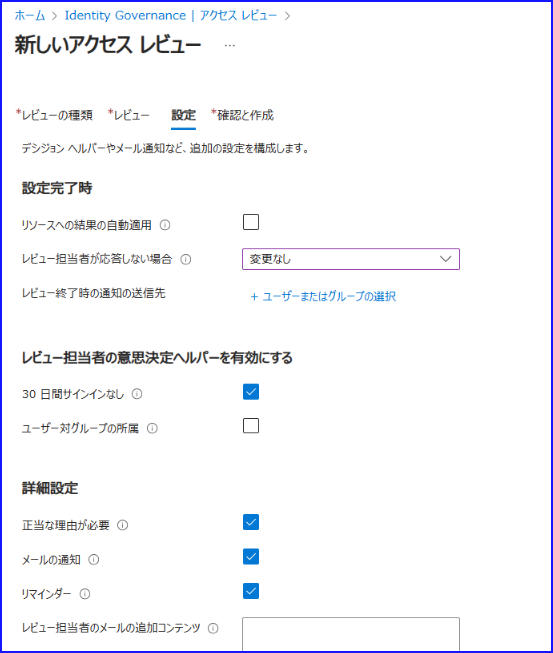 ホーム > Identity Governance | アクセス レビュー >
新しいアクセス レビュー ...
*レビューの種類 *レビュー 設定 *確認と作成
デシジョン ヘルパーやメール通知など、追加の設定を構成します。
設定完了時
リソースへの結果の自動適用
レビュー担当者が応答しない場合 変更なし
レビュー終了時の通知の送信先 + ユーザーまたはグループの選択
レビュー担当者の意思決定ヘルパーを有効にする
30 日間サインインなし
ユーザー対グループの所属
詳細設定
正当な理由が必要
メールの通知
リマインダー
レビュー担当者のメールの追加コンテンツ